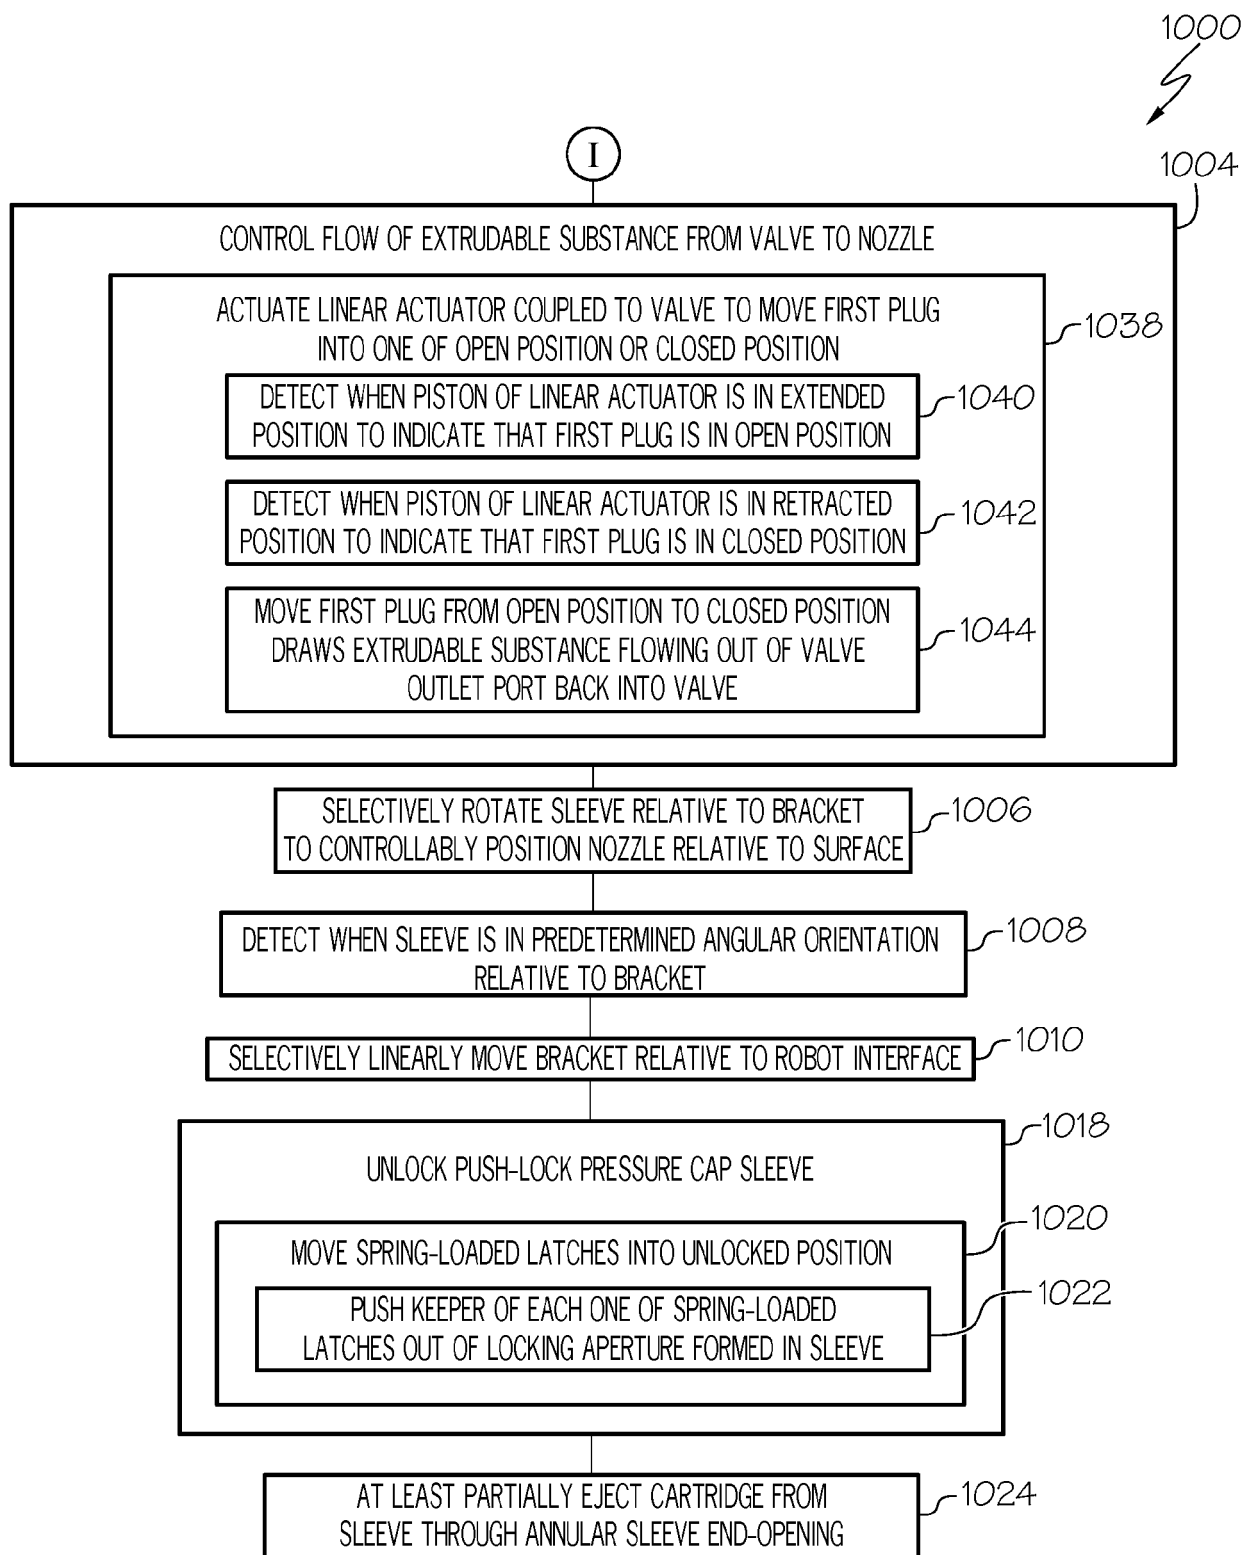 1000
I
1004
CONTROL FLOW OF EXTRUDABLE SUBSTANCE FROM VALVE TO NOZZLE
ACTUATE LINEAR ACTUATOR COUPLED TO VALVE TO MOVE FIRST PLUG
INTO ONE OF OPEN POSITION OR CLOSED POSITION
1038
DETECT WHEN PISTON OF LINEAR ACTUATOR IS IN EXTENDED
POSITION TO INDICATE THAT FIRST PLUG IS IN OPEN POSITION
1040
DETECT WHEN PISTON OF LINEAR ACTUATOR IS IN RETRACTED
POSITION TO INDICATE THAT FIRST PLUG IS IN CLOSED POSITION
1042
MOVE FIRST PLUG FROM OPEN POSITION TO CLOSED POSITION
DRAWS EXTRUDABLE SUBSTANCE FLOWING OUT OF VALVE
OUTLET PORT BACK INTO VALVE
1044
SELECTIVELY ROTATE SLEEVE RELATIVE TO BRACKET
TO CONTROLLABLY POSITION NOZZLE RELATIVE TO SURFACE
1006
DETECT WHEN SLEEVE IS IN PREDETERMINED ANGULAR ORIENTATION
RELATIVE TO BRACKET
1008
SELECTIVELY LINEARLY MOVE BRACKET RELATIVE TO ROBOT INTERFACE
1010
1018
UNLOCK PUSH-LOCK PRESSURE CAP SLEEVE
1020
MOVE SPRING-LOADED LATCHES INTO UNLOCKED POSITION
1022
PUSH KEEPER OF EACH ONE OF SPRING-LOADED
LATCHES OUT OF LOCKING APERTURE FORMED IN SLEEVE
AT LEAST PARTIALLY EJECT CARTRIDGE FROM
SLEEVE THROUGH ANNULAR SLEEVE END-OPENING
1024